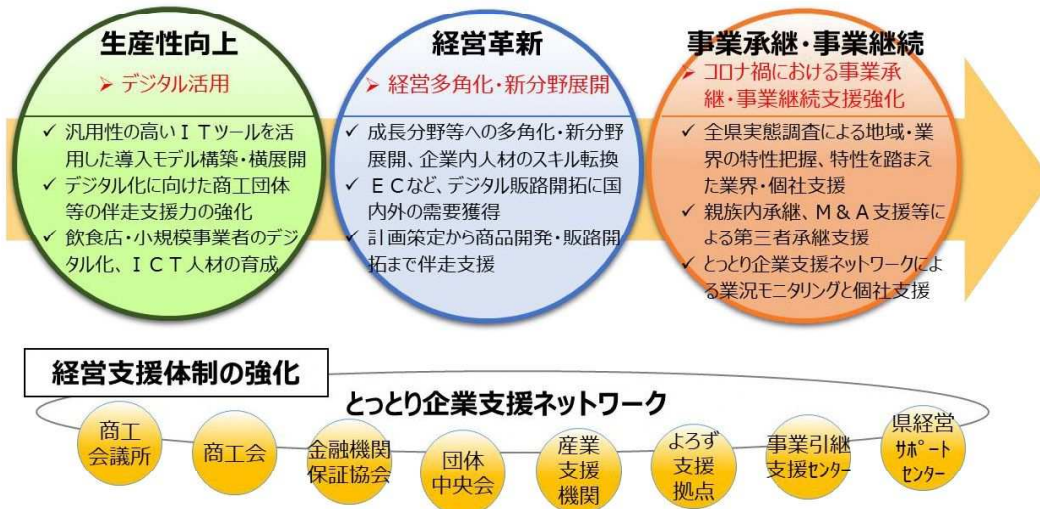 生産性向上
➢ デジタル活用
✓ 汎用性の高いＩＴツールを活
用した導入モデル構築・横展開
✓ デジタル化に向けた商工団体
等の伴走支援力の強化
✓ 飲食店・小規模事業者のデジ
タル化、ＩＣＴ人材の育成
経営革新
➢ 経営多角化・新分野展開
✓ 成長分野等への多角化・新分野
展開、企業内人材のスキル転換
✓ ＥＣなど、デジタル販路開拓に国
内外の需要獲得
✓ 計画策定から商品開発・販路開
拓まで伴走支援
事業承継・事業継続
➢ コロナ禍における事業承
継・事業継続支援強化
✓ 全県実態調査による地域・業
界の特性把握、特性を踏まえ
た業界・個社支援
✓ 親族内承継、Ｍ＆Ａ支援等
による第三者承継支援
✓ とっとり企業支援ネットワークによ
る業況モニタリングと個社支援
経営支援体制の強化
とっとり企業支援ネットワーク
商工
会議所
商工会
金融機関
保証協会
団体
中央会
産業
支援
機関
よろず
支援
拠点
事業引継
支援ｾﾝﾀｰ
県経営
ｻﾎﾟｰﾄ
ｾﾝﾀｰ